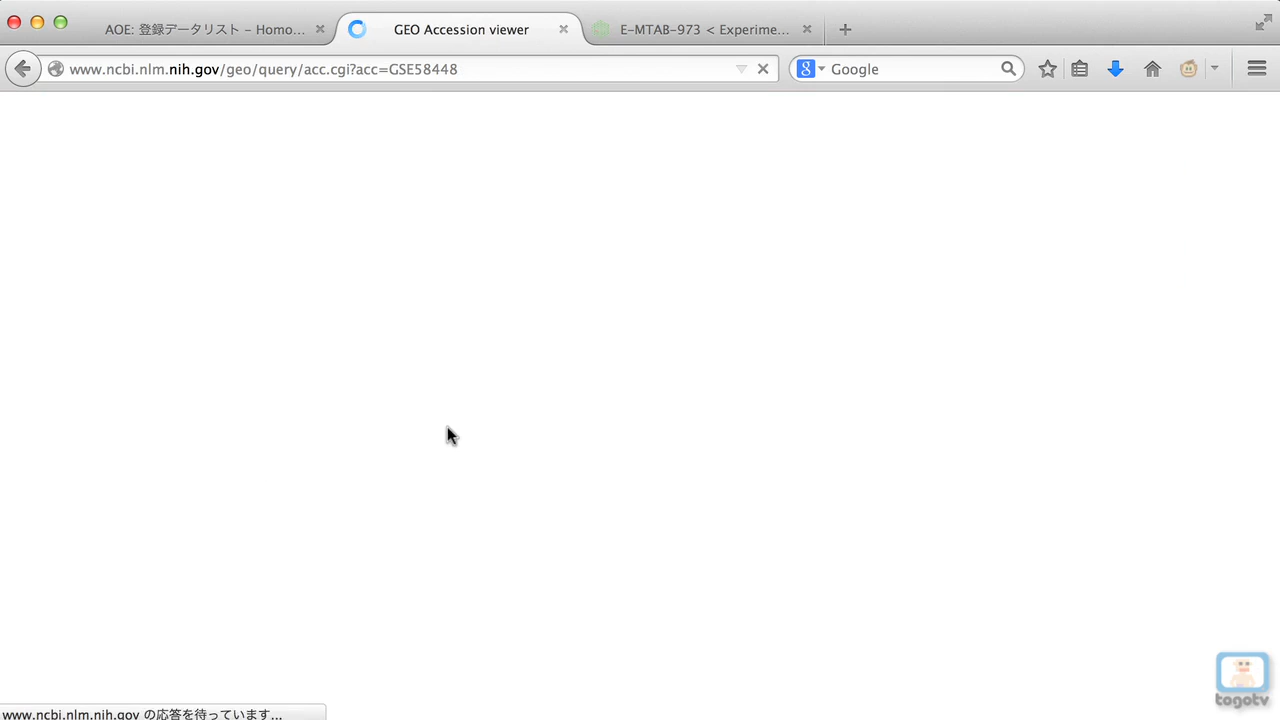 AOE: 登録データリスト – Homo...
GEO Accession viewer
E-MTAB-973 < Experime...
www.ncbi.nlm.nih.gov/geo/query/acc.cgi?acc=GSE58448
Google
togotv
www.ncbi.nlm.nih.gov の応答を待っています...